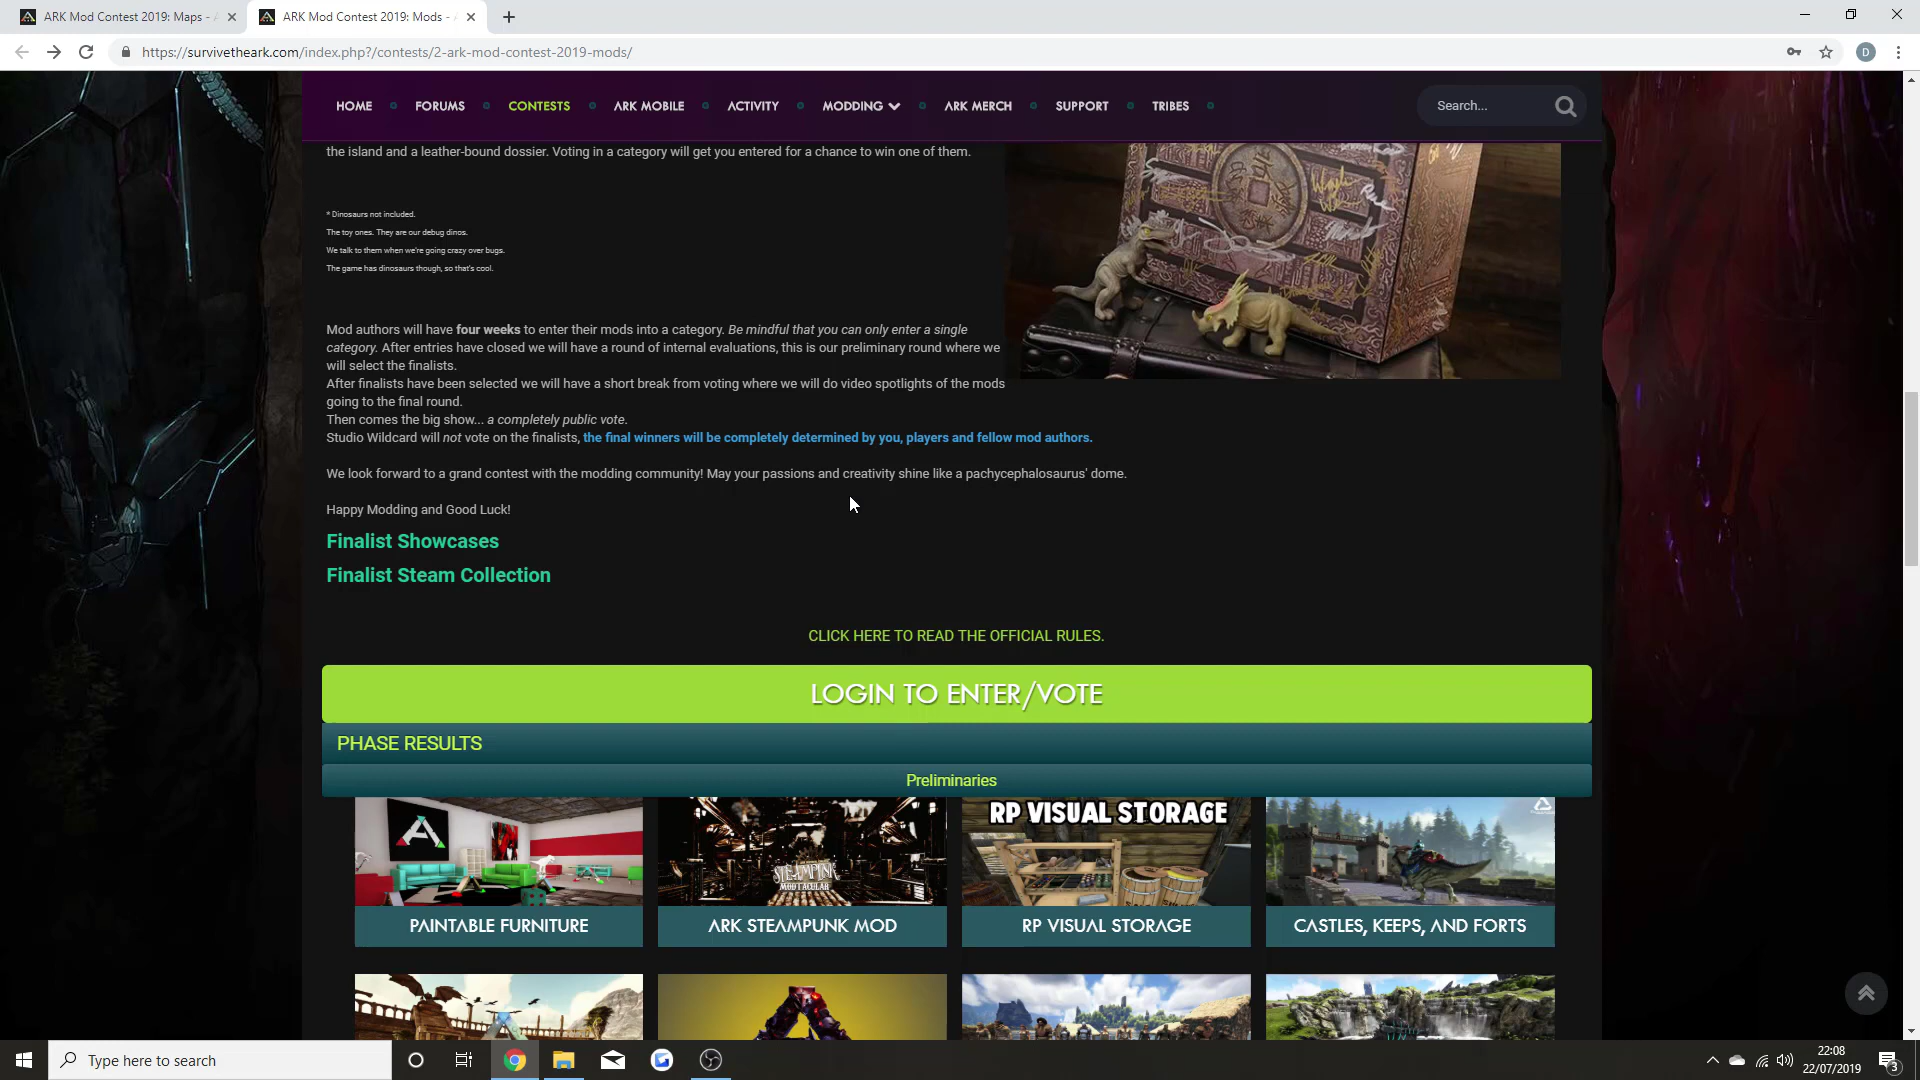 ARK Mod Contest 2019: Maps -
ARK Mod Contest 2019: Mods -
https://survivetheark.com/index.php?/contests/2-ark-mod-contest-2019-mods/
D
HOME FORUMS CONTESTS ARK MOBILE ACTIVITY MODDING ARK MERCH SUPPORT TRIBES
Search...
the island and a leather-bound dossier. Voting in a category will get you entered for a chance to win one of them.
* Dinosaurs not included.
The toy ones. They are our debug dinos.
We talk to them when we're going crazy over bugs.
The game has dinosaurs though, so that's cool.
Mod authors will have four weeks to enter their mods into a category. Be mindful that you can only enter a single
category. After entries have closed we will have a round of internal evaluations, this is our preliminary round where we
will select the finalists.
After finalists have been selected we will have a short break from voting where we will do video spotlights of the mods
going to the final round.
Then comes the big show... a completely public vote.
Studio Wildcard will not vote on the finalists, the final winners will be completely determined by you, players and fellow mod authors.
We look forward to a grand contest with the modding community! May your passions and creativity shine like a pachycephalosaurus' dome.
Happy Modding and Good Luck!
Finalist Showcases
Finalist Steam Collection
CLICK HERE TO READ THE OFFICIAL RULES.
LOGIN TO ENTER/VOTE
PHASE RESULTS
Preliminaries
STEAMPUNK
MODTACULAR
RP VISUAL STORAGE
PAINTABLE FURNITURE
ARK STEAMPUNK MOD
RP VISUAL STORAGE
CASTLES, KEEPS, AND FORTS
Type here to search
22:08
22/07/2019
3